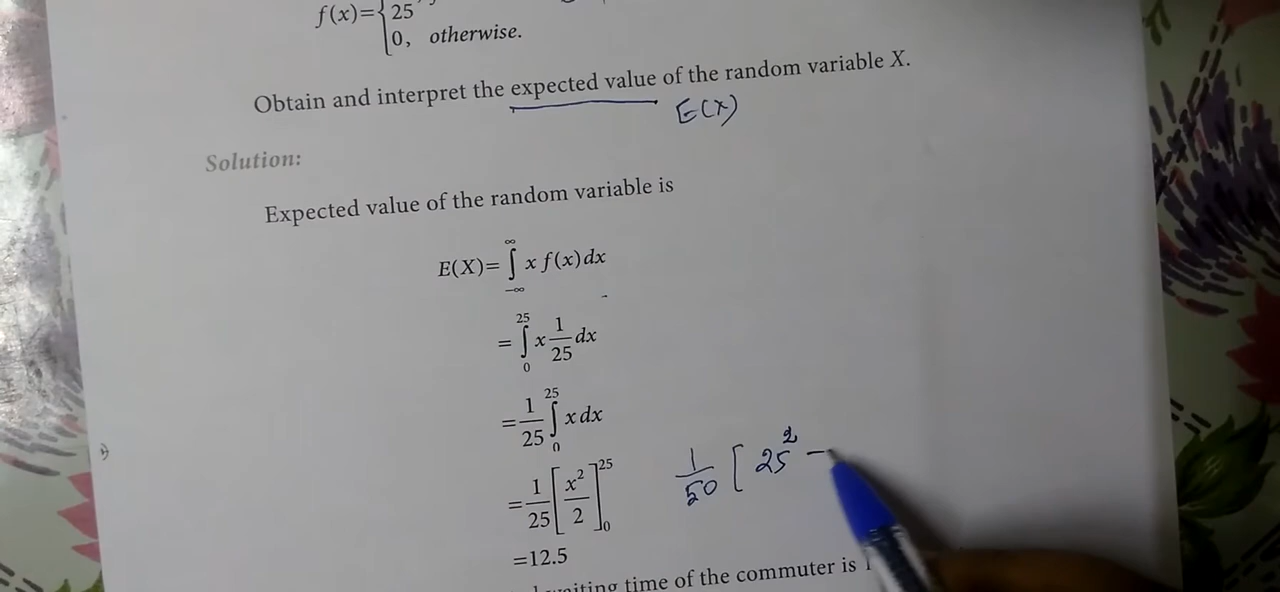 f(x)={ 25 ,
0, otherwise.
Obtain and interpret the expected value of the random variable X.
E(X)
Solution:
Expected value of the random variable is
E(X)= ∫_{-∞}^{∞} x f(x) dx
= ∫_{0}^{25} x 1/25 dx
= 1/25 ∫_{0}^{25} x dx
= 1/25 [x²/2]_{0}^{25} 1/50 [ 25² –
=12.5
time of the commuter is